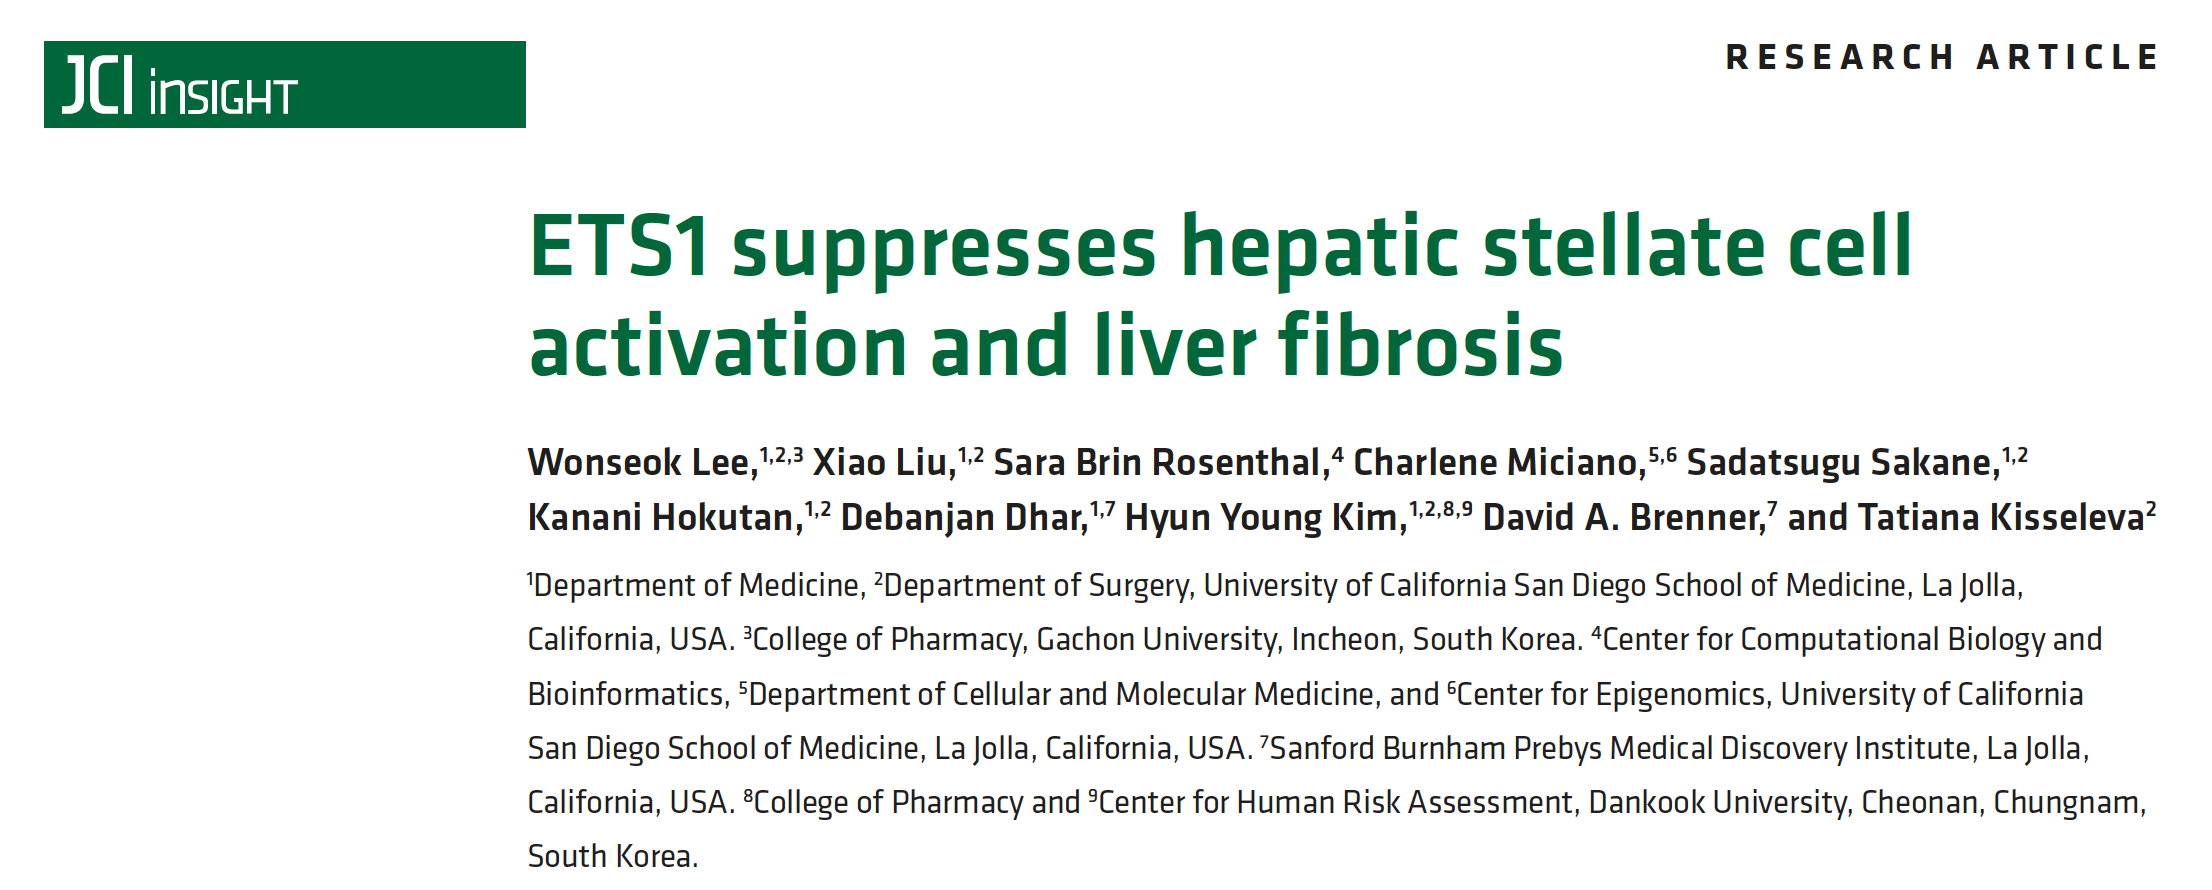 JCI insight
RESEARCH ARTICLE
ETS1 suppresses hepatic stellate cell
activation and liver fibrosis
Wonseok Lee,1,2,3 Xiao Liu,1,2 Sara Brin Rosenthal,4 Charlene Miciano,5,6 Sadatsugu Sakane,1,2
Kanani Hokutan,1,2 Debanjan Dhar,1,7 Hyun Young Kim,1,2,8,9 David A. Brenner,7 and Tatiana Kisseleva2
1Department of Medicine, 2Department of Surgery, University of California San Diego School of Medicine, La Jolla,
California, USA. 3College of Pharmacy, Gachon University, Incheon, South Korea. 4Center for Computational Biology and
Bioinformatics, 5Department of Cellular and Molecular Medicine, and 6Center for Epigenomics, University of California
San Diego School of Medicine, La Jolla, California, USA. 7Sanford Burnham Prebys Medical Discovery Institute, La Jolla,
California, USA. 8College of Pharmacy and 9Center for Human Risk Assessment, Dankook University, Cheonan, Chungnam,
South Korea.